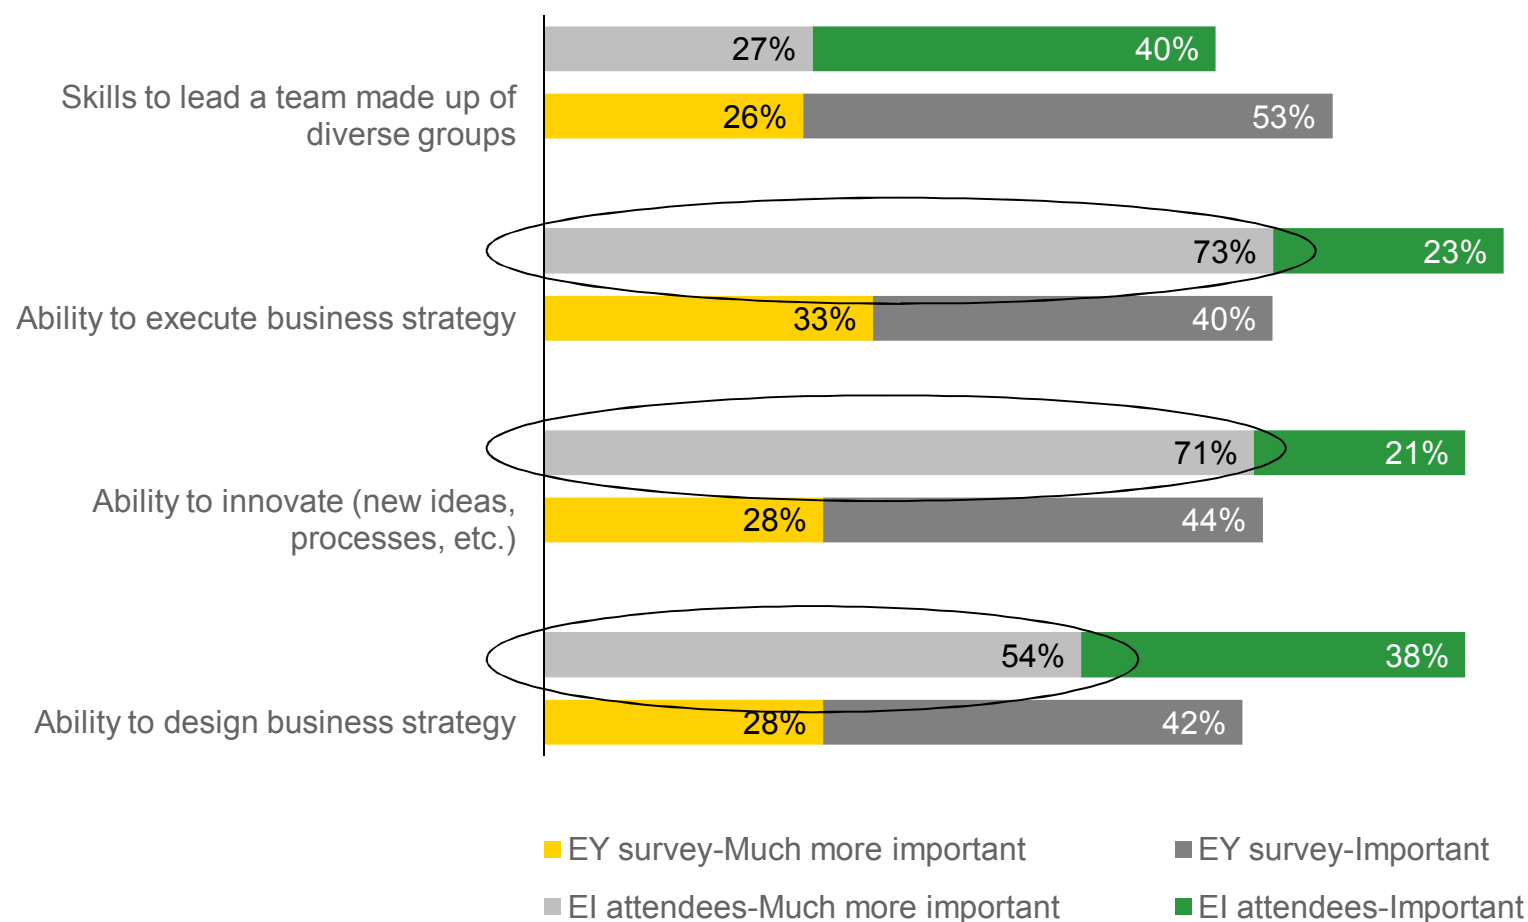 27% 40%
Skills to lead a team made up of
diverse groups
26% 53%
73% 23%
Ability to execute business strategy
33% 40%
71% 21%
Ability to innovate (new ideas,
processes, etc.)
28% 44%
54% 38%
Ability to design business strategy
28% 42%
EY survey-Much more important EY survey-Important
EI attendees-Much more important EI attendees-Important